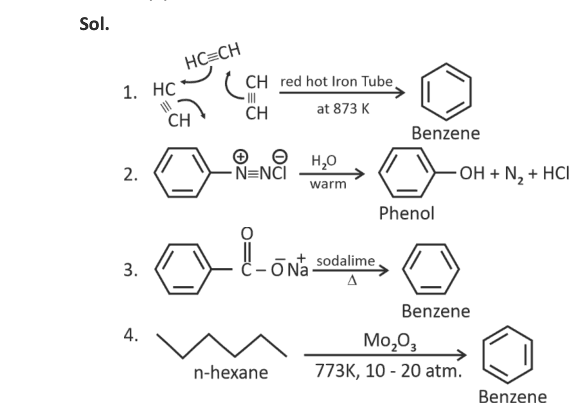 Sol.
1. HC≡CH HC≡CH CH≡CH red hot Iron Tube at 873 K
Benzene
2. N⊕≡NCl⊖ H₂O warm OH + N₂ + HCl
Phenol
3. O C–ŌNa⁺ sodalime Δ
Benzene
4. Mo₂O₃
n-hexane 773K, 10 - 20 atm.
Benzene